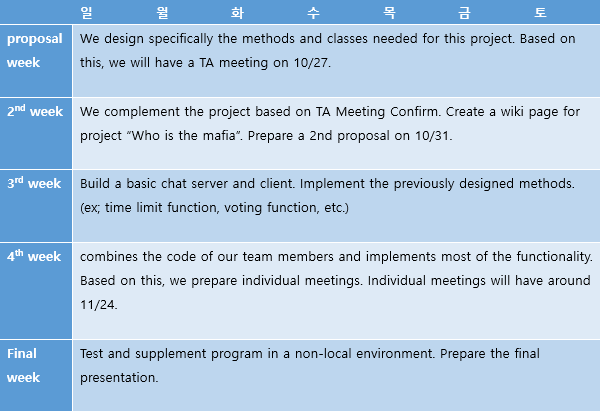 일 월 화 수 목 금 토
proposal week
We design specifically the methods and classes needed for this project. Based on
this, we will have a TA meeting on 10/27.
2nd week
We complement the project based on TA Meeting Confirm. Create a wiki page for
project “Who is the mafia”. Prepare a 2nd proposal on 10/31.
3rd week
Build a basic chat server and client. Implement the previously designed methods.
(ex; time limit function, voting function, etc.)
4th week
combines the code of our team members and implements most of the functionality.
Based on this, we prepare individual meetings. Individual meetings will have around
11/24.
Final week
Test and supplement program in a non-local environment. Prepare the final
presentation.